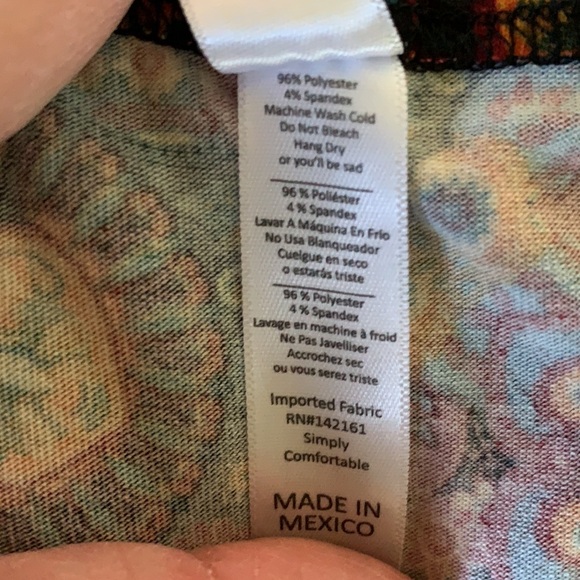 96% Polyester
4% Spandex
Machine Wash Cold
Do Not Bleach
Hang Dry
or you'll be sad
96 % Poliéster
4 % Spandex
Lavar A Máquina En Frío
No Usa Blanqueador
Cuelgue en seco
o estarás triste
96 % Polyester
4 % Spandex
Lavage en machine à froid
Ne Pas Javelliser
Accrochez sec
ou vous serez triste
Imported Fabric
RN#142161
Simply
Comfortable
MADE IN
MEXICO